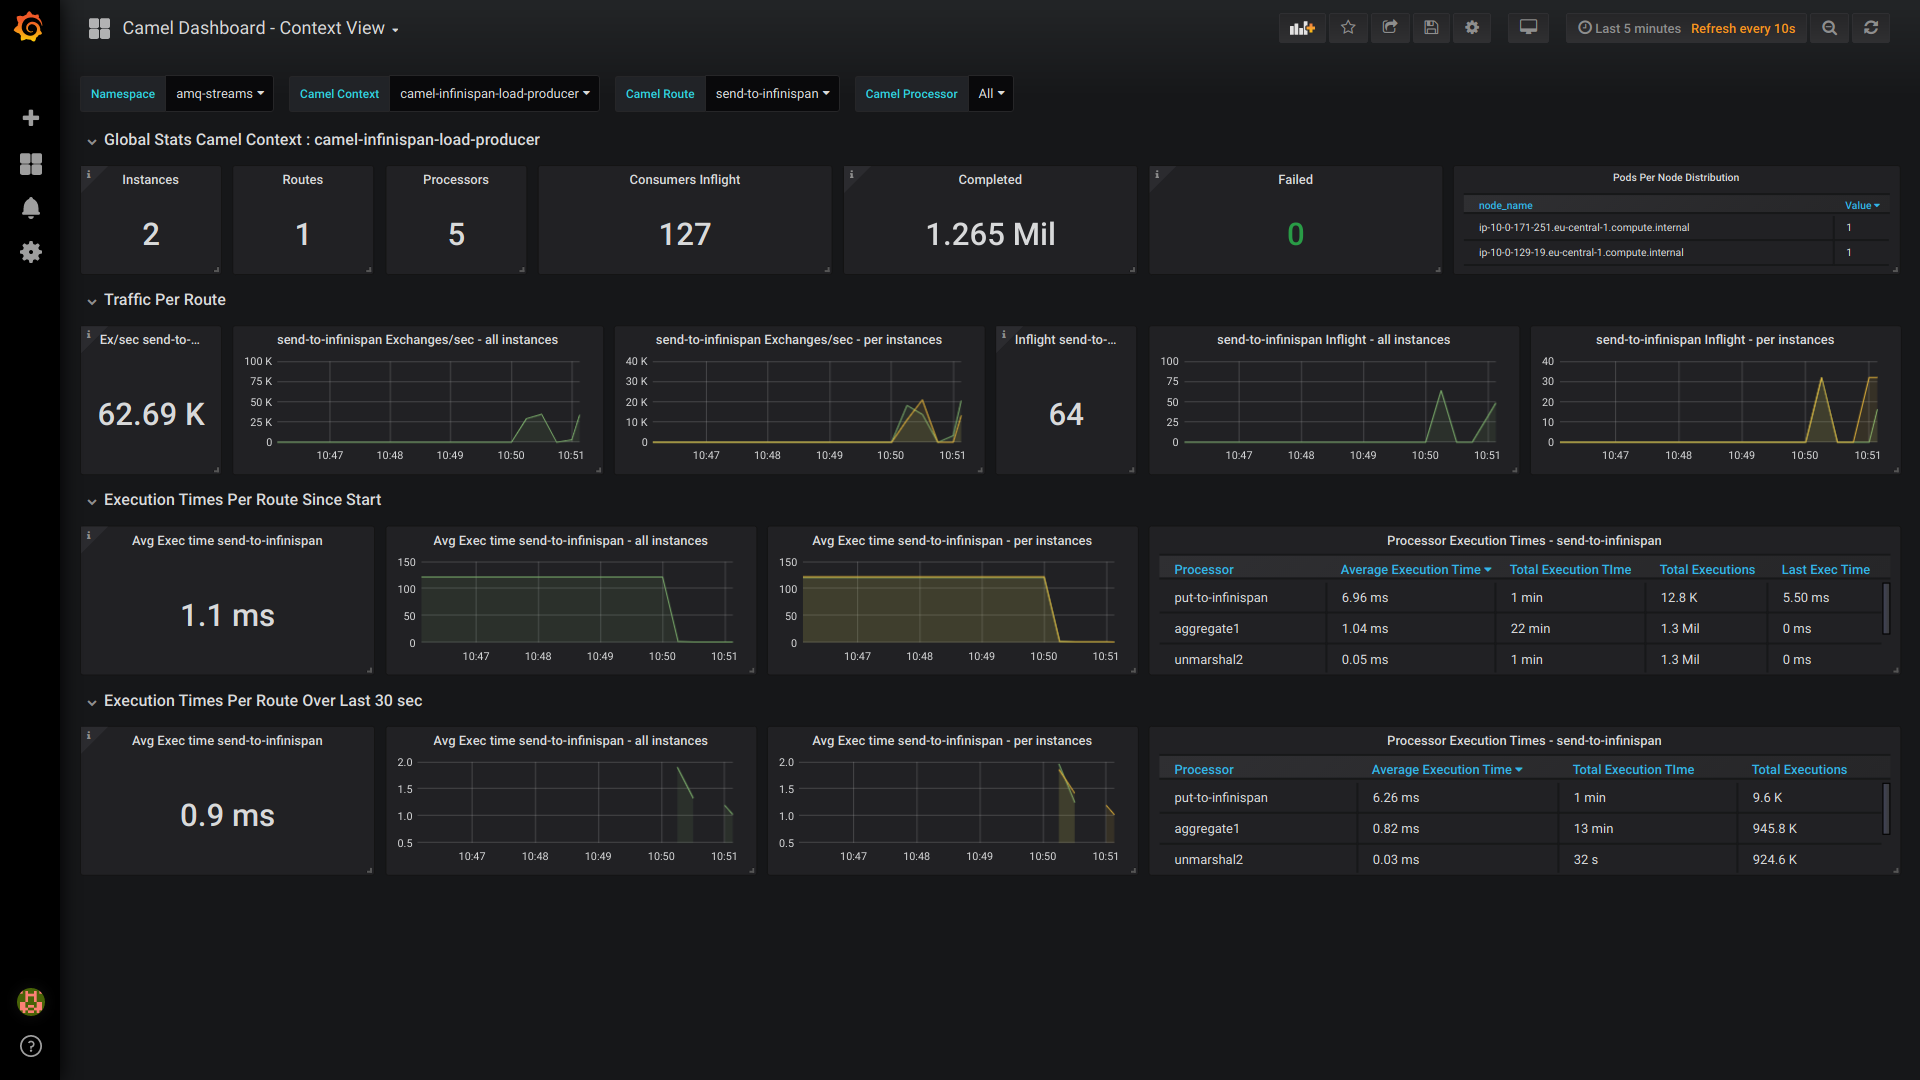 Camel Dashboard - Context View
Last 5 minutes Refresh every 10s
Namespace amq-streams Camel Context camel-infinispan-load-producer Camel Route send-to-infinispan Camel Processor All
Global Stats Camel Context : camel-infinispan-load-producer
Instances
2
Routes
1
Processors
5
Consumers Inflight
127
Completed
1.265 Mil
Failed
0
Pods Per Node Distribution
node_name Value
ip-10-0-171-251.eu-central-1.compute.internal 1
ip-10-0-129-19.eu-central-1.compute.internal 1
Traffic Per Route
Ex/sec send-to-...
62.69 K
send-to-infinispan Exchanges/sec - all instances
100 K
75 K
50 K
25 K
0
10:47 10:48 10:49 10:50 10:51
send-to-infinispan Exchanges/sec - per instances
40 K
30 K
20 K
10 K
0
10:47 10:48 10:49 10:50 10:51
Inflight send-to-...
64
send-to-infinispan Inflight - all instances
100
75
50
25
0
10:47 10:48 10:49 10:50 10:51
send-to-infinispan Inflight - per instances
40
30
20
10
0
10:47 10:48 10:49 10:50 10:51
Execution Times Per Route Since Start
Avg Exec time send-to-infinispan
1.1 ms
Avg Exec time send-to-infinispan - all instances
150
100
50
0
10:47 10:48 10:49 10:50 10:51
Avg Exec time send-to-infinispan - per instances
150
100
50
0
10:47 10:48 10:49 10:50 10:51
Processor Execution Times - send-to-infinispan
Processor Average Execution Time Total Execution TIme Total Executions Last Exec Time
put-to-infinispan 6.96 ms 1 min 12.8 K 5.50 ms
aggregate1 1.04 ms 22 min 1.3 Mil 0 ms
unmarshal2 0.05 ms 1 min 1.3 Mil 0 ms
Execution Times Per Route Over Last 30 sec
Avg Exec time send-to-infinispan
0.9 ms
Avg Exec time send-to-infinispan - all instances
2.0
1.5
1.0
0.5
10:47 10:48 10:49 10:50 10:51
Avg Exec time send-to-infinispan - per instances
2.0
1.5
1.0
0.5
10:47 10:48 10:49 10:50 10:51
Processor Execution Times - send-to-infinispan
Processor Average Execution Time Total Execution TIme Total Executions
put-to-infinispan 6.26 ms 1 min 9.6 K
aggregate1 0.82 ms 13 min 945.8 K
unmarshal2 0.03 ms 32 s 924.6 K